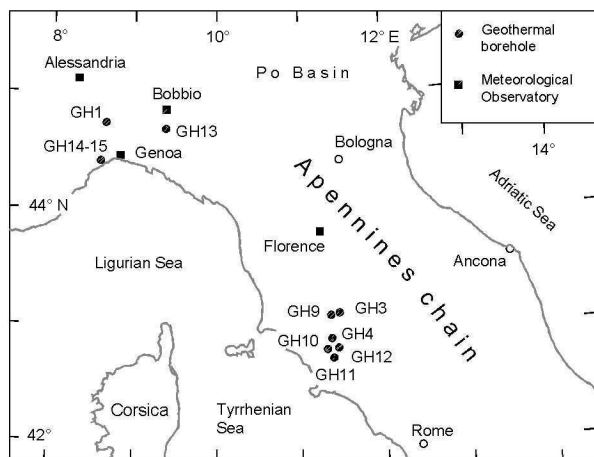 8°
10°
12° E
Geothermal
borehole
Meteorological
Observatory
Alessandria
Po Basin
Bobbio
GH1
GH13
GH14-15
Genoa
Bologna
14°
44° N
Apennines chain
Adriatic Sea
Florence
Ancona
Ligurian Sea
GH9
GH3
GH4
GH10
GH12
GH11
Corsica
Tyrrhenian
Sea
Rome
42°